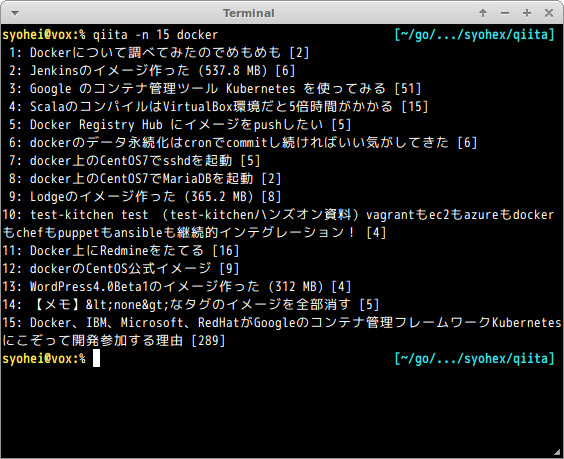 Terminal
syohei@vox:% qiita -n 15 docker [~/go/.../syohex/qiita]
1: Dockerについて調べてみたのでめもめも [2]
2: Jenkinsのイメージ作った (537.8 MB) [6]
3: Google のコンテナ管理ツール Kubernetes を使ってみる [51]
4: ScalaのコンパイルはVirtualBox環境だと5倍時間がかかる [15]
5: Docker Registry Hub にイメージをpushしたい [5]
6: dockerのデータ永続化はcronでcommitし続ければいい気がしてきた [6]
7: docker上のCentOS7でsshdを起動 [5]
8: docker上のCentOS7でMariaDBを起動 [2]
9: Lodgeのイメージ作った (365.2 MB) [8]
10: test-kitchen test （test-kitchenハンズオン資料）vagrantもec2もazureもdocker
もchefもpuppetもansibleも継続的インテグレーション！ [4]
11: Docker上にRedmineをたてる [16]
12: dockerのCentOS公式イメージ [9]
13: WordPress4.0Beta1のイメージ作った (312 MB) [4]
14: 【メモ】&lt;none&gt;なタグのイメージを全部消す [5]
15: Docker、IBM、Microsoft、RedHatがGoogleのコンテナ管理フレームワークKubernetes
にこぞって開発参加する理由 [289]
syohei@vox:% [~/go/.../syohex/qiita]